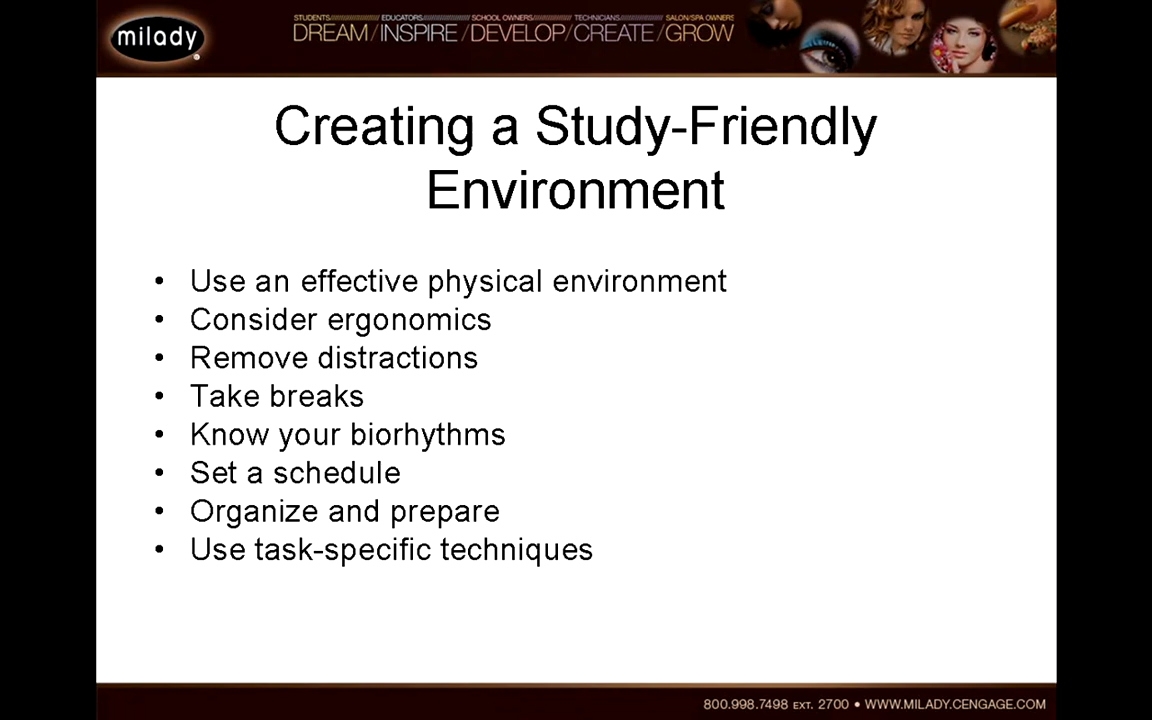 milady
STUDENTS EDUCATORS SCHOOL OWNERS TECHNICIANS SALON/SPA OWNERS
DREAM/INSPIRE/DEVELOP/CREATE/GROW
Creating a Study-Friendly
Environment
• Use an effective physical environment
• Consider ergonomics
• Remove distractions
• Take breaks
• Know your biorhythms
• Set a schedule
• Organize and prepare
• Use task-specific techniques
800.998.7498 EXT. 2700 • WWW.MILADY.CENGAGE.COM